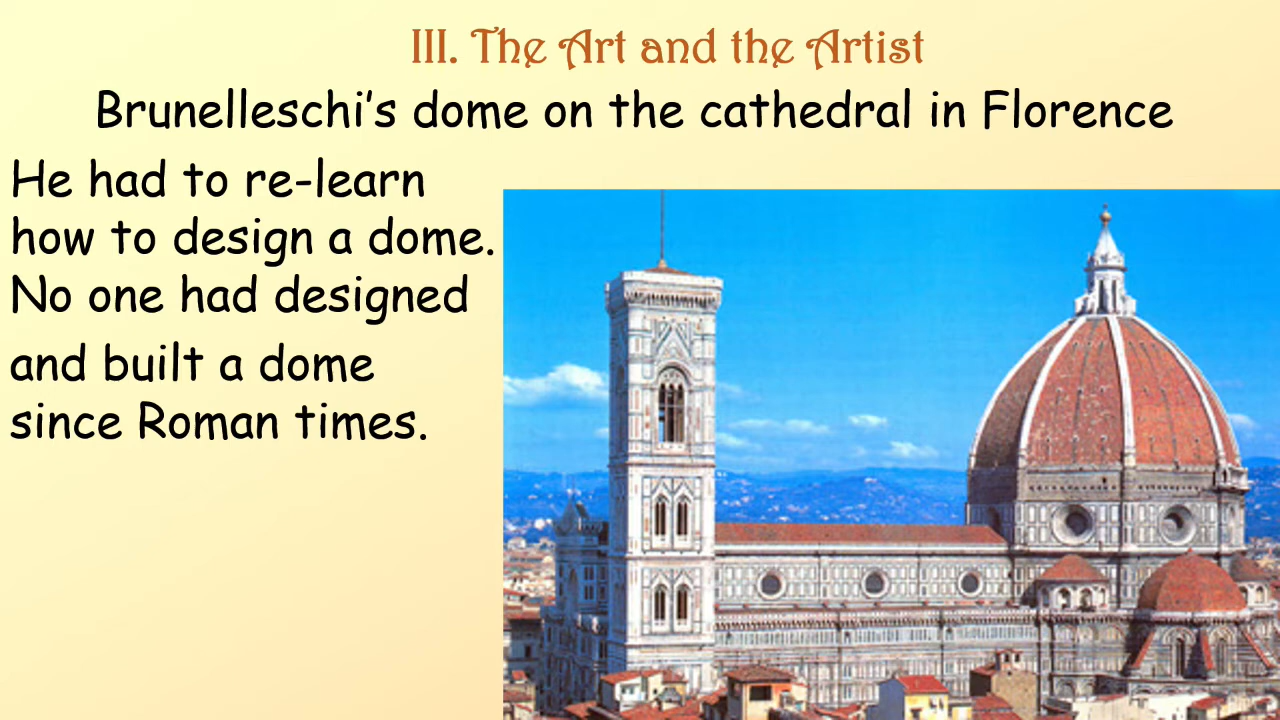 III. The Art and the Artist
Brunelleschi’s dome on the cathedral in Florence
He had to re-learn
how to design a dome.
No one had designed
and built a dome
since Roman times.